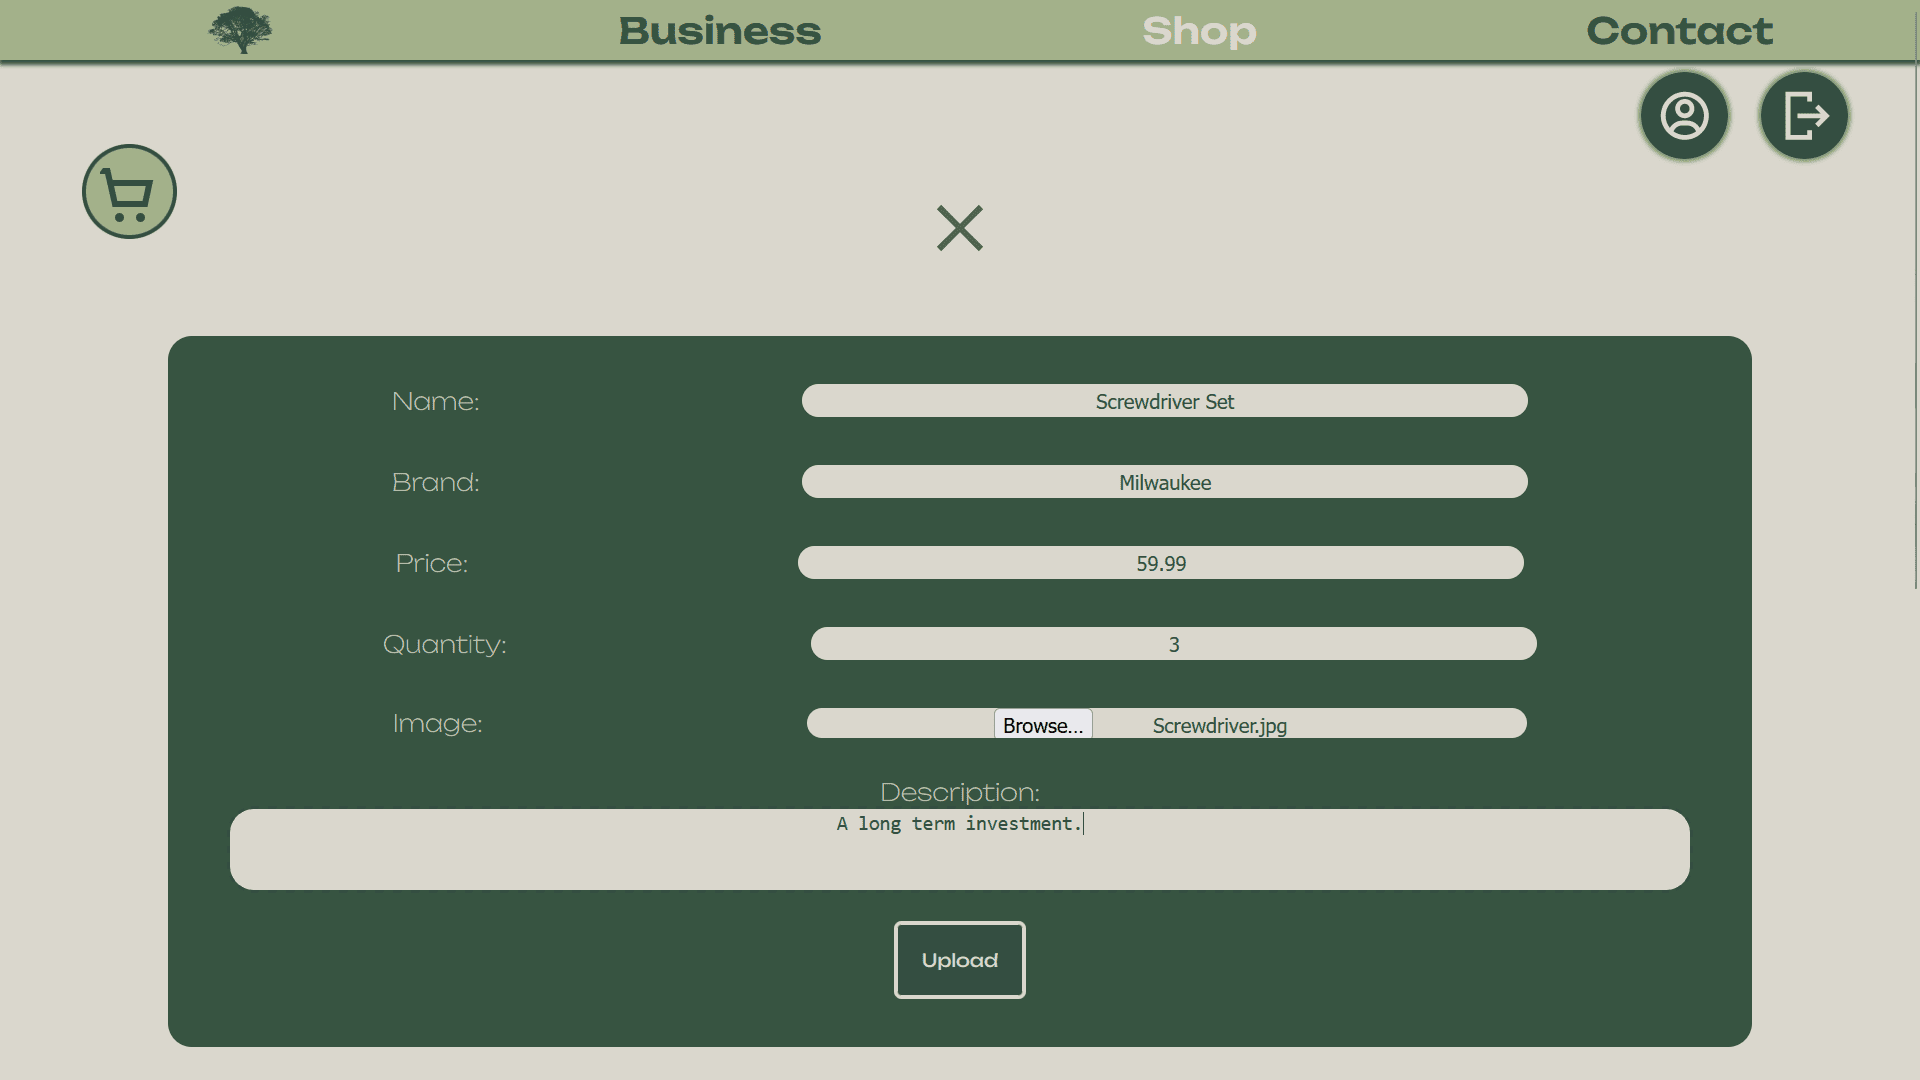 Business Shop Contact
Name: Screwdriver Set
Brand: Milwaukee
Price: 59.99
Quantity: 3
Image: Browse... Screwdriver.jpg
Description:
A long term investment.
Upload